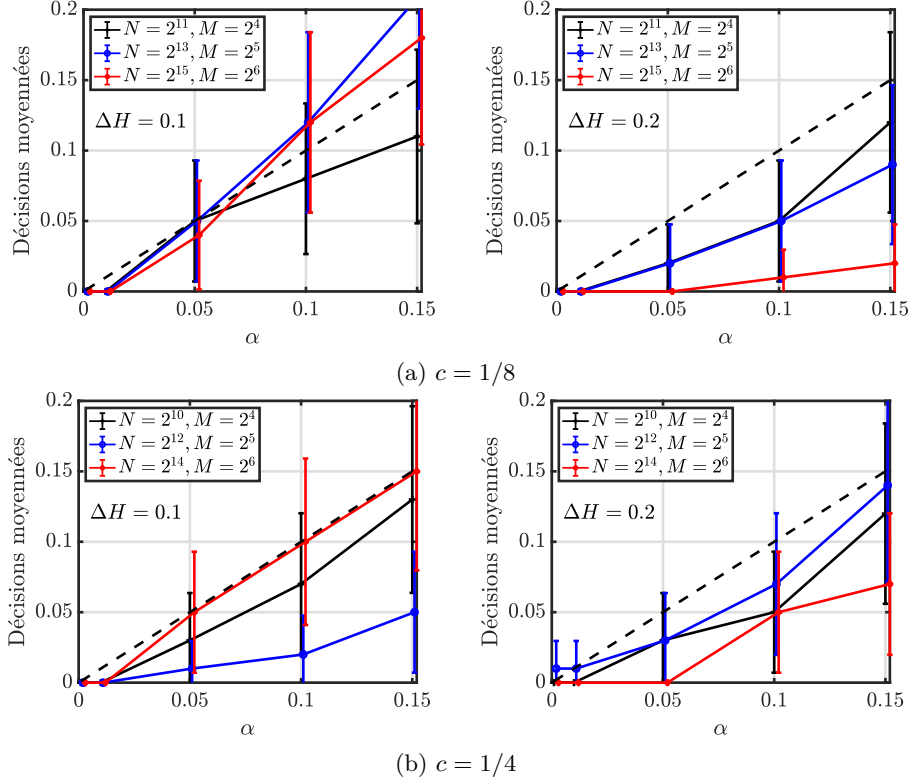 0.2
0.15
0.1
0.05
0
Décisions moyennées
N = 2^11, M = 2^4
N = 2^13, M = 2^5
N = 2^15, M = 2^6
ΔH = 0.1
0 0.05 0.1 0.15
α
0.2
0.15
0.1
0.05
0
Décisions moyennées
N = 2^11, M = 2^4
N = 2^13, M = 2^5
N = 2^15, M = 2^6
ΔH = 0.2
0 0.05 0.1 0.15
α
(a) c = 1/8
0.2
0.15
0.1
0.05
0
Décisions moyennées
N = 2^10, M = 2^4
N = 2^12, M = 2^5
N = 2^14, M = 2^6
ΔH = 0.1
0 0.05 0.1 0.15
α
0.2
0.15
0.1
0.05
0
Décisions moyennées
N = 2^10, M = 2^4
N = 2^12, M = 2^5
N = 2^14, M = 2^6
ΔH = 0.2
0 0.05 0.1 0.15
α
(b) c = 1/4